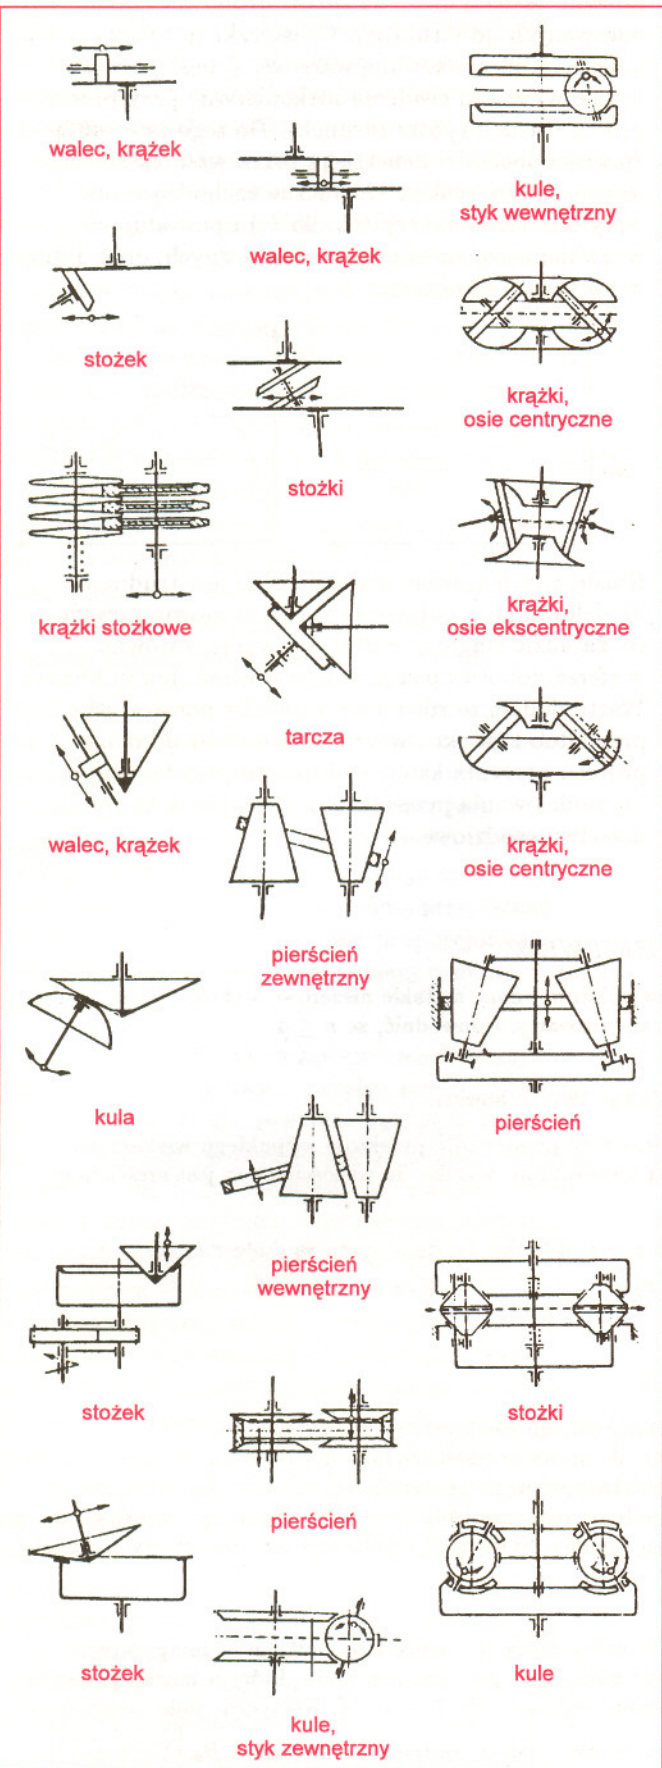 walec, krążek
kule,
styk wewnętrzny
walec, krążek
stożek
krążki,
osie centryczne
stożki
krążki stożkowe
krążki,
osie ekscentryczne
tarcza
walec, krążek
krążki,
osie centryczne
pierścień
zewnętrzny
kula
pierścień
pierścień
wewnętrzny
stożek
stożki
pierścień
stożek
kule
kule,
styk zewnętrzny